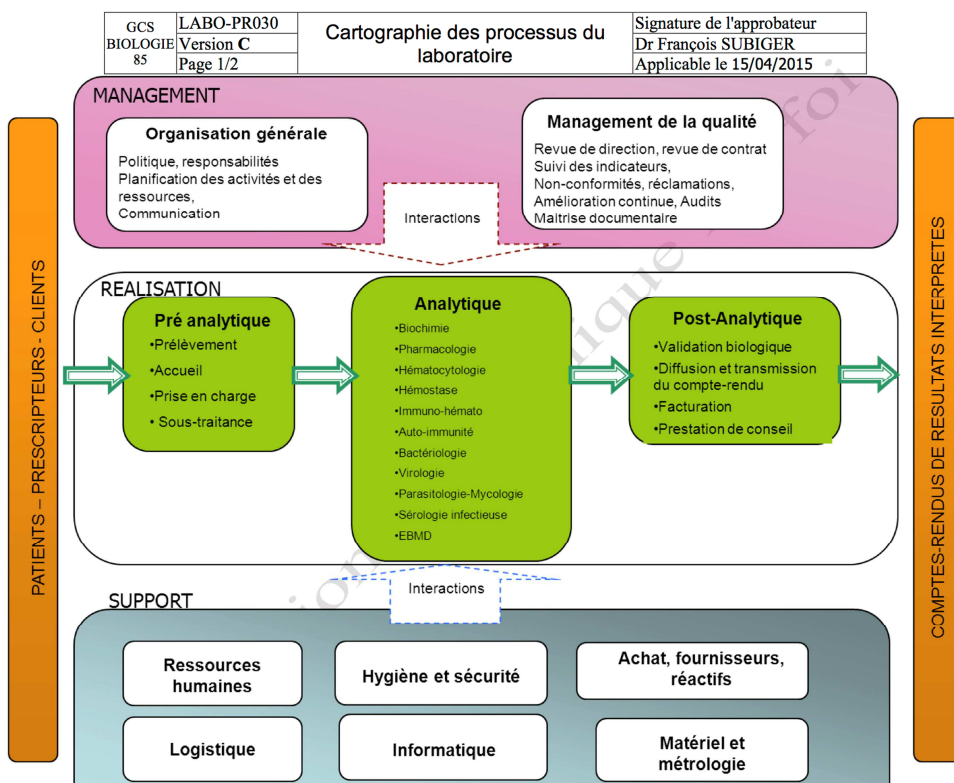 GCS
BIOLOGIE
85
LABO-PR030
Version C
Page 1/2
Cartographie des processus du
laboratoire
Signature de l'approbateur
Dr François SUBIGER
Applicable le 15/04/2015
MANAGEMENT
Organisation générale
Politique, responsabilités
Planification des activités et des
ressources,
Communication
Management de la qualité
Revue de direction, revue de contrat
Suivi des indicateurs,
Non-conformités, réclamations,
Amélioration continue, Audits
Maitrise documentaire
Interactions
PATIENTS – PRESCRIPTEURS - CLIENTS
REALISATION
Pré analytique
•Prélèvement
•Accueil
•Prise en charge
• Sous-traitance
Analytique
•Biochimie
•Pharmacologie
•Hématocytologie
•Hémostase
•Immuno-hémato
•Auto-immunité
•Bactériologie
•Virologie
•Parasitologie-Mycologie
•Sérologie infectieuse
•EBMD
Post-Analytique
•Validation biologique
•Diffusion et transmission
du compte-rendu
•Facturation
•Prestation de conseil
COMPTES-RENDUS DE RESULTATS INTERPRETES
Interactions
SUPPORT
Ressources
humaines
Hygiène et sécurité
Achat, fournisseurs,
réactifs
Logistique
Informatique
Matériel et
métrologie
foi